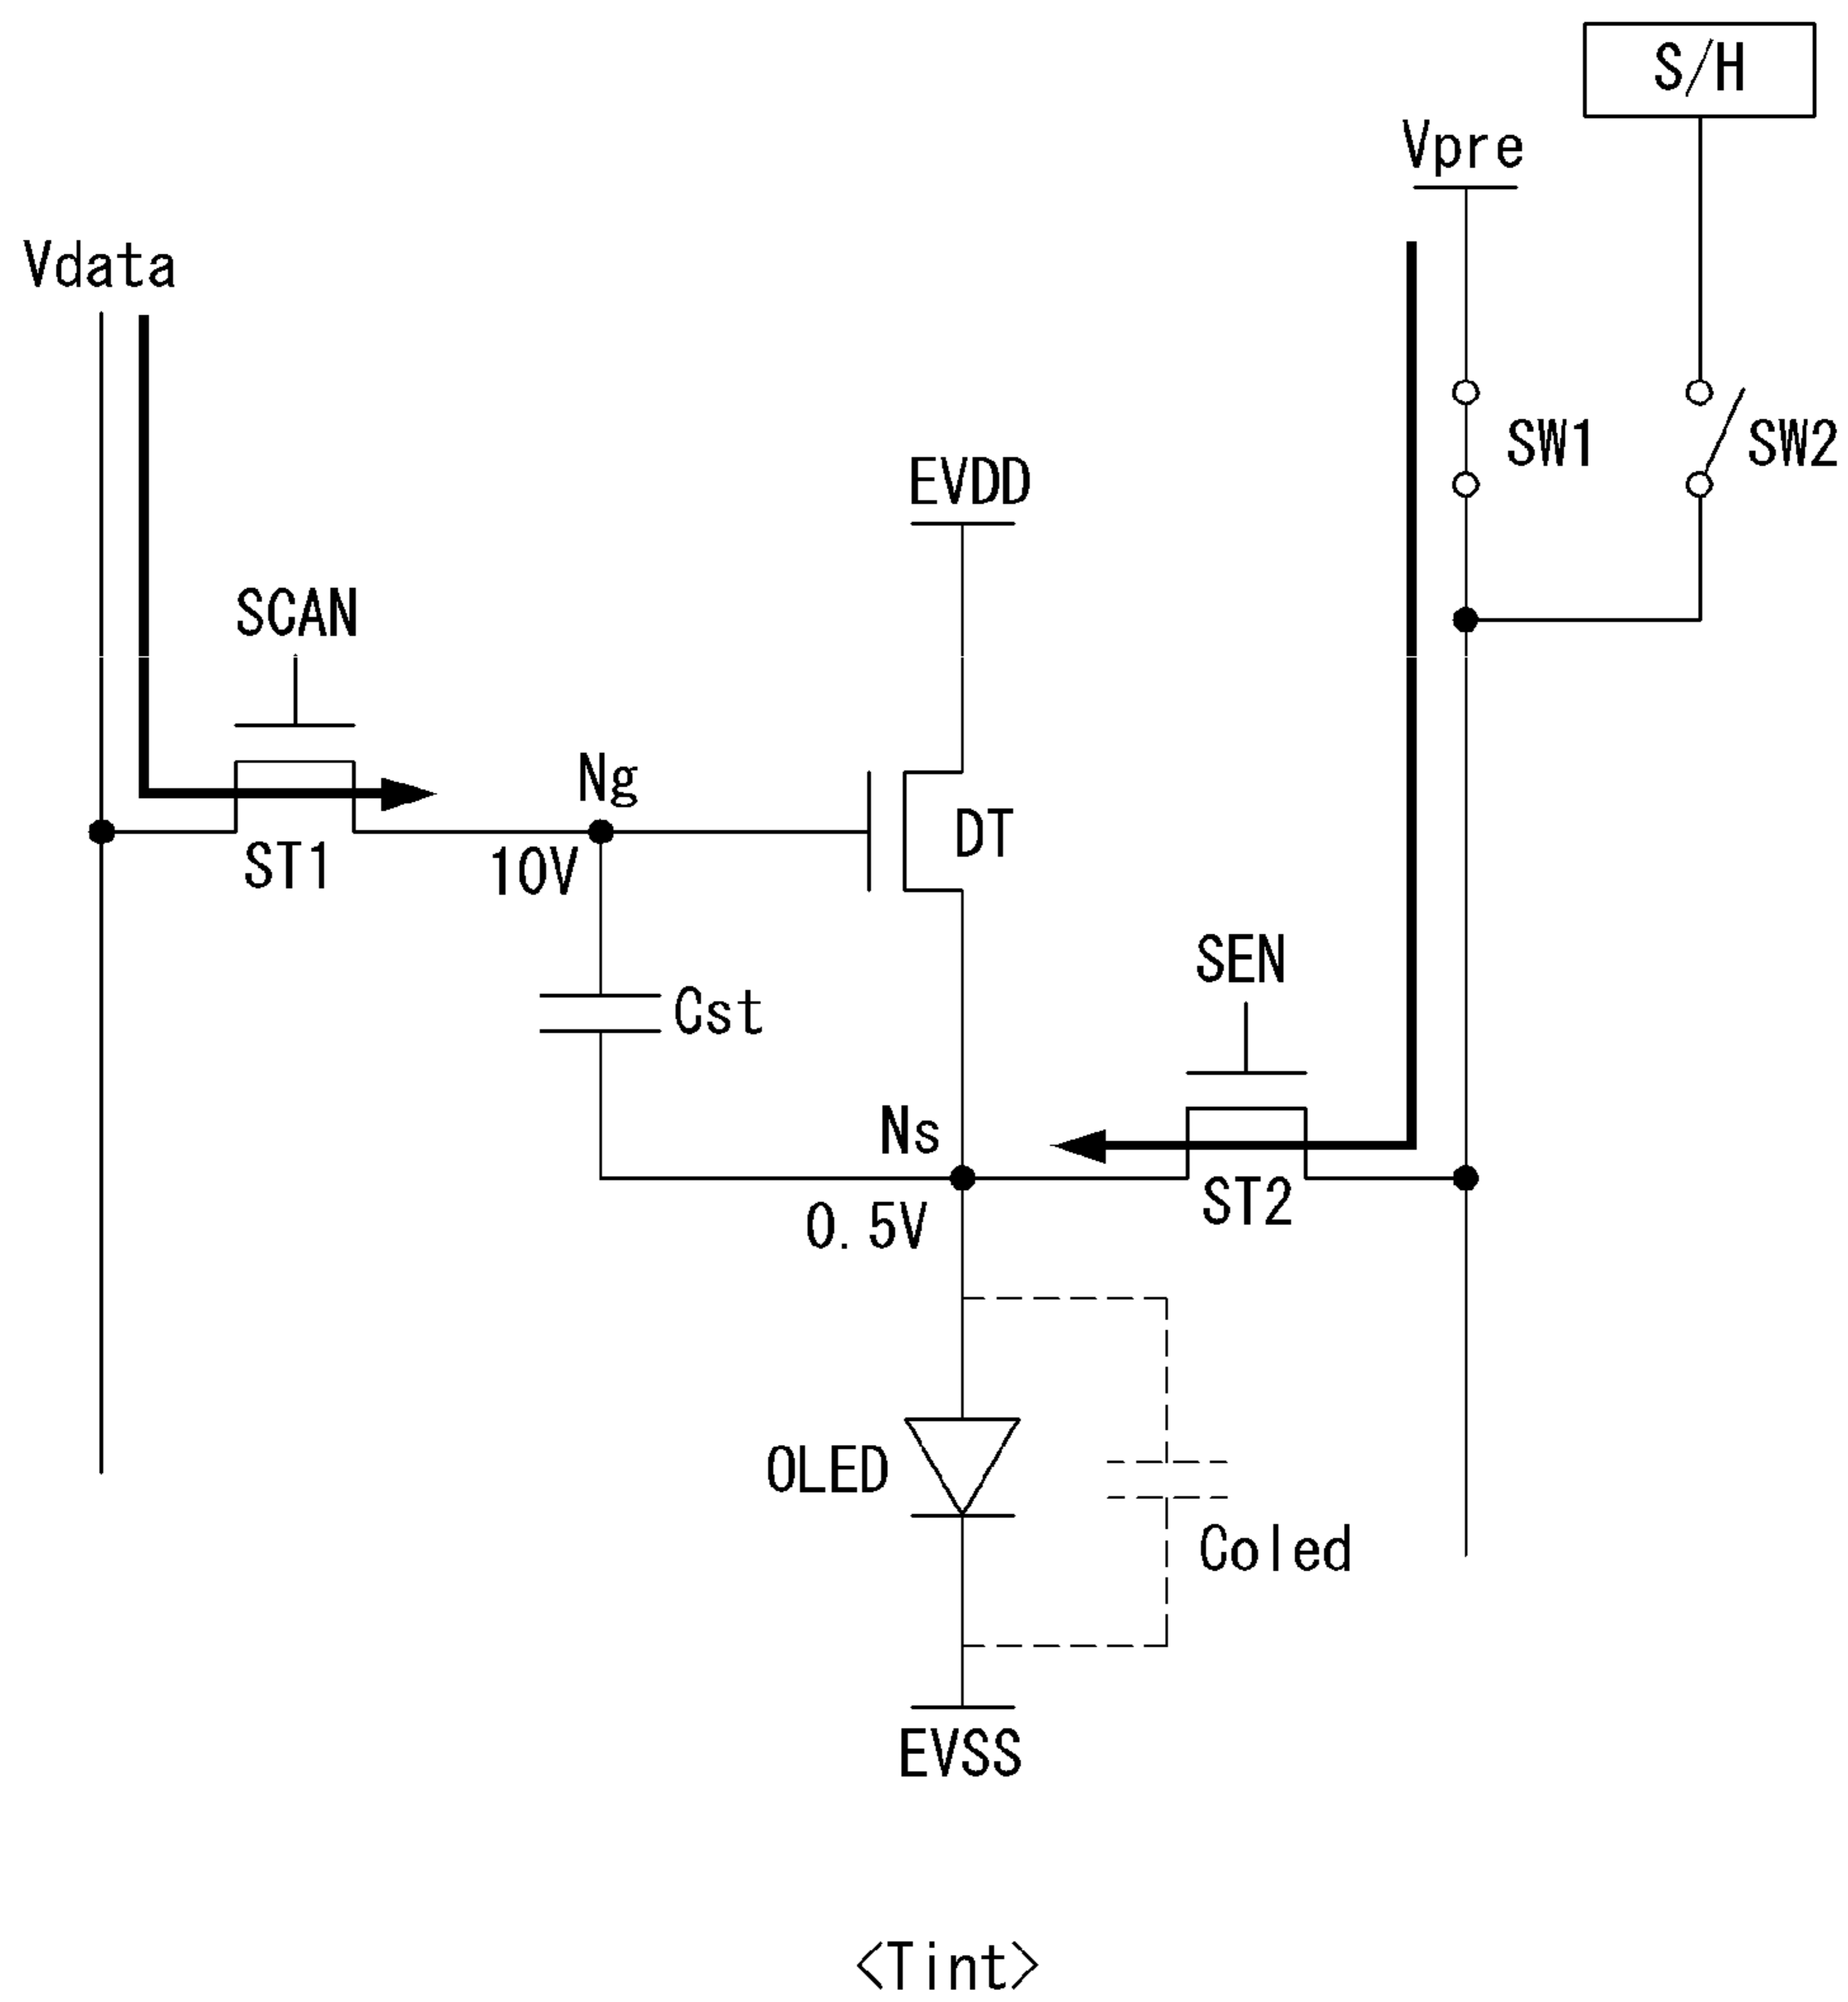 S/H
Vpre
Vdata
SW1
SW2
EVDD
SCAN
Ng
DT
ST1
10V
SEN
Cst
Ns
ST2
0.5V
OLED
Coled
EVSS
<Tint>